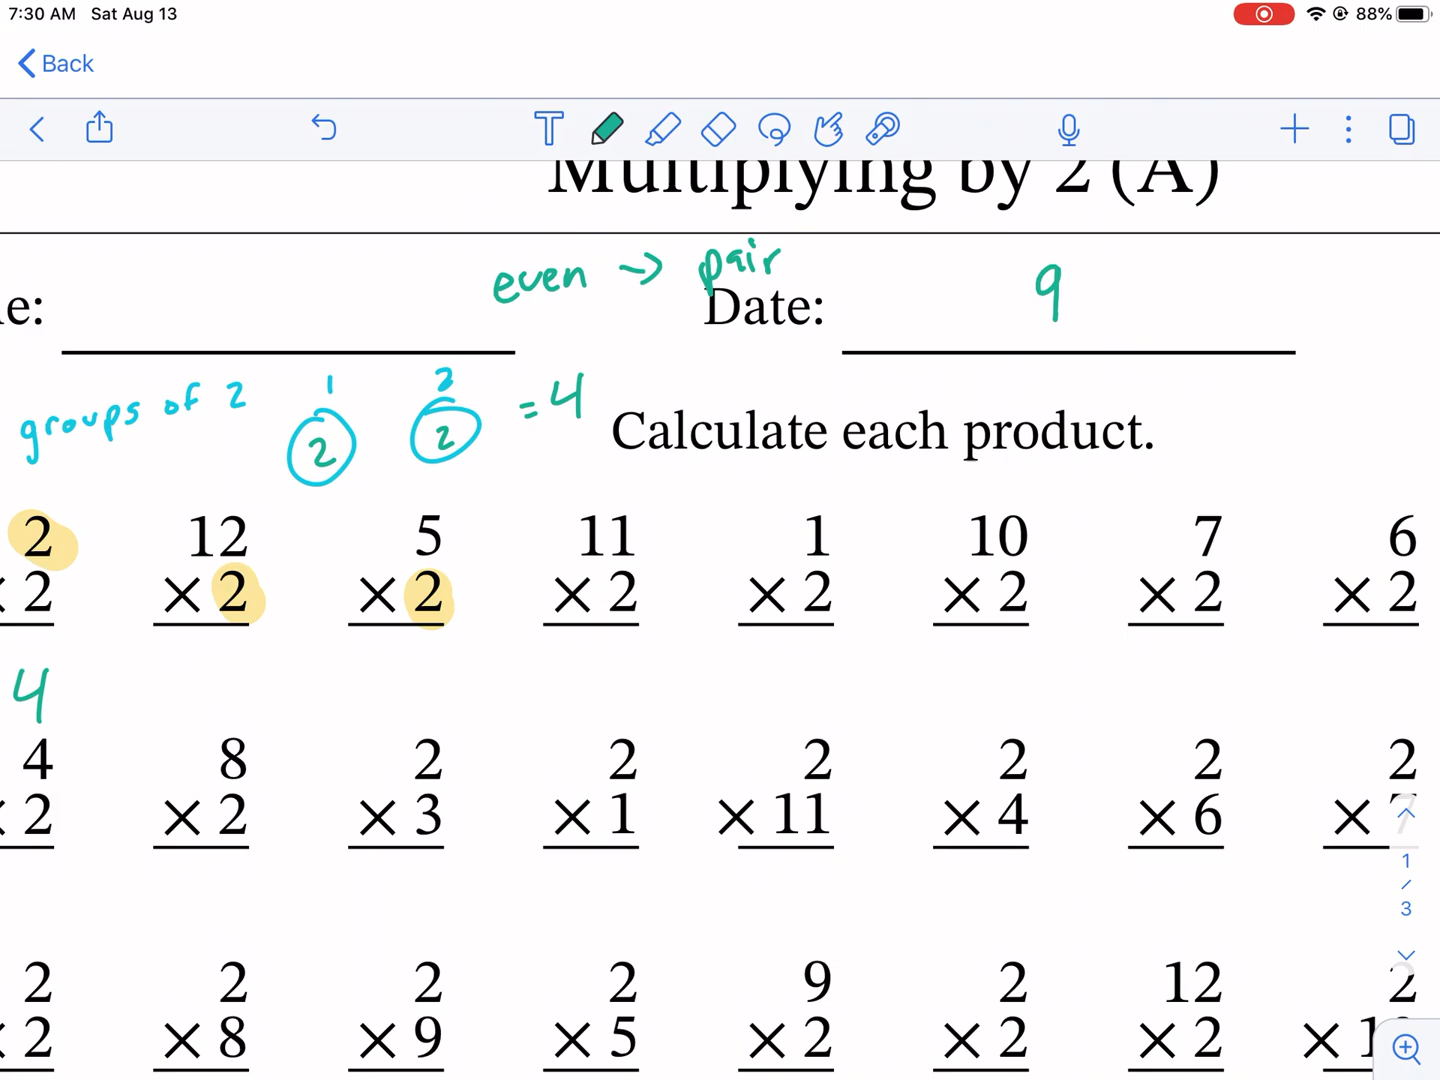 7:30 AM Sat Aug 13 88%
Back
T
Multiplying by 2 (A)
even → pair
e: Date: 9
groups of 2 1 2 = 4
2 2
Calculate each product.
2 12 5 11 1 10 7 6
× 2 × 2 × 2 × 2 × 2 × 2 × 2 × 2
4
4 8 2 2 2 2 2 2
× 2 × 2 × 3 × 1 × 11 × 4 × 6 × 7
1
/
3
2 2 2 2 9 2 12 2
× 2 × 8 × 9 × 5 × 2 × 2 × 2 ×